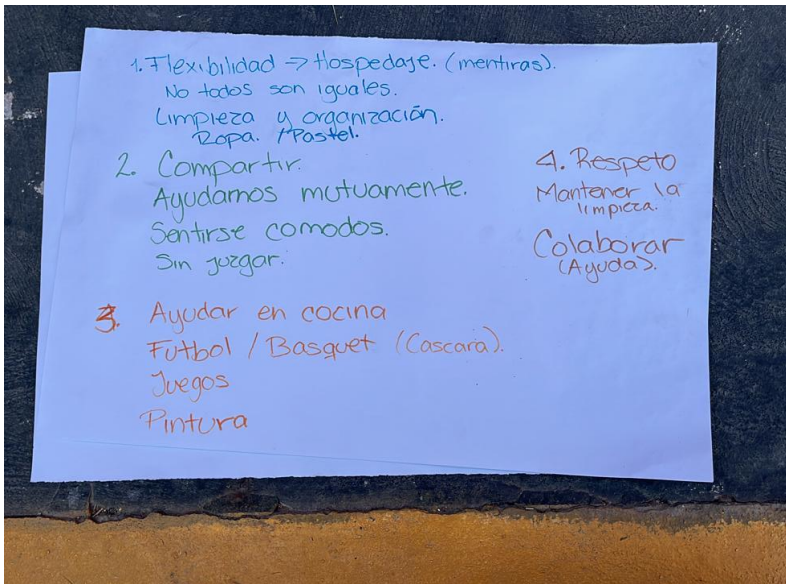 1. Flexibilidad → Hospedaje. (mentiras).
No todos son iguales.
Limpieza y organización.
Ropa. /Pastel.
2. Compartir.
Ayudarnos mutuamente.
Sentirse comodos.
Sin juzgar.
3. Ayudar en cocina
Futbol / Basquet (Cascara).
Juegos
Pintura
4. Respeto
Mantener la
limpieza.
Colaborar
(Ayuda).